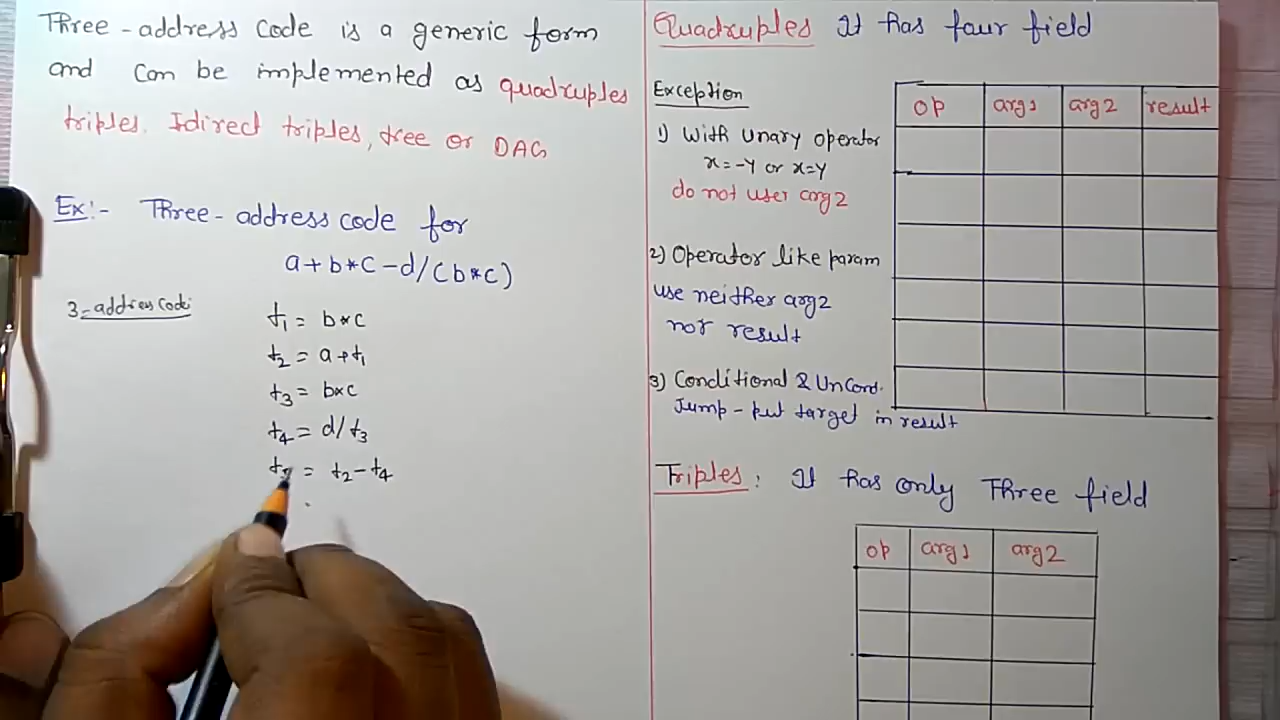 Three-address Code is a generic form
and Can be implemented as quadruples
triples. Idirect triples, tree or DAG
Ex:- Three-address code for
a+b*c-d/(b*c)
3-address Code:
t1 = b*c
t2 = a+t1
t3 = b*c
t4 = d/t3
= t2-t4
Quadruples It has four field
Exception
1) With Unary operator
x=-y or x=y
do not user arg2
2) Operator like param
use neither arg2
nor result
3) Conditional & UnCond.
Jump - put target in result
op arg1 arg2 result
Triples: It has only Three field
op arg1 arg2